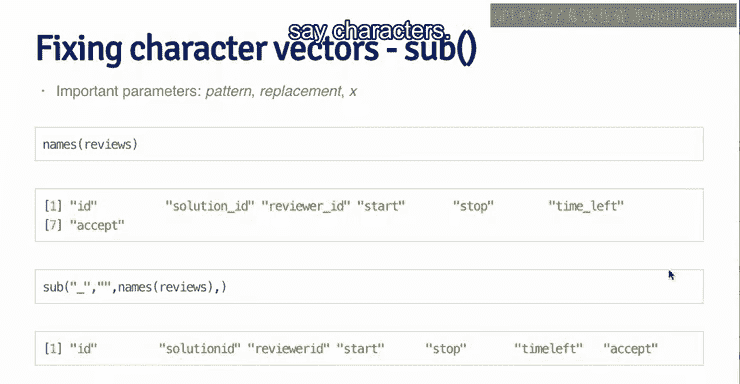 say characters.
Fixing character vectors - sub()
· Important parameters: pattern, replacement, x
names(reviews)
[1] "id" "solution_id" "reviewer_id" "start" "stop" "time_left"
[7] "accept"
sub("_","",names(reviews),)
[1] "id" "solutionid" "reviewerid" "start" "stop" "timeleft" "accept"